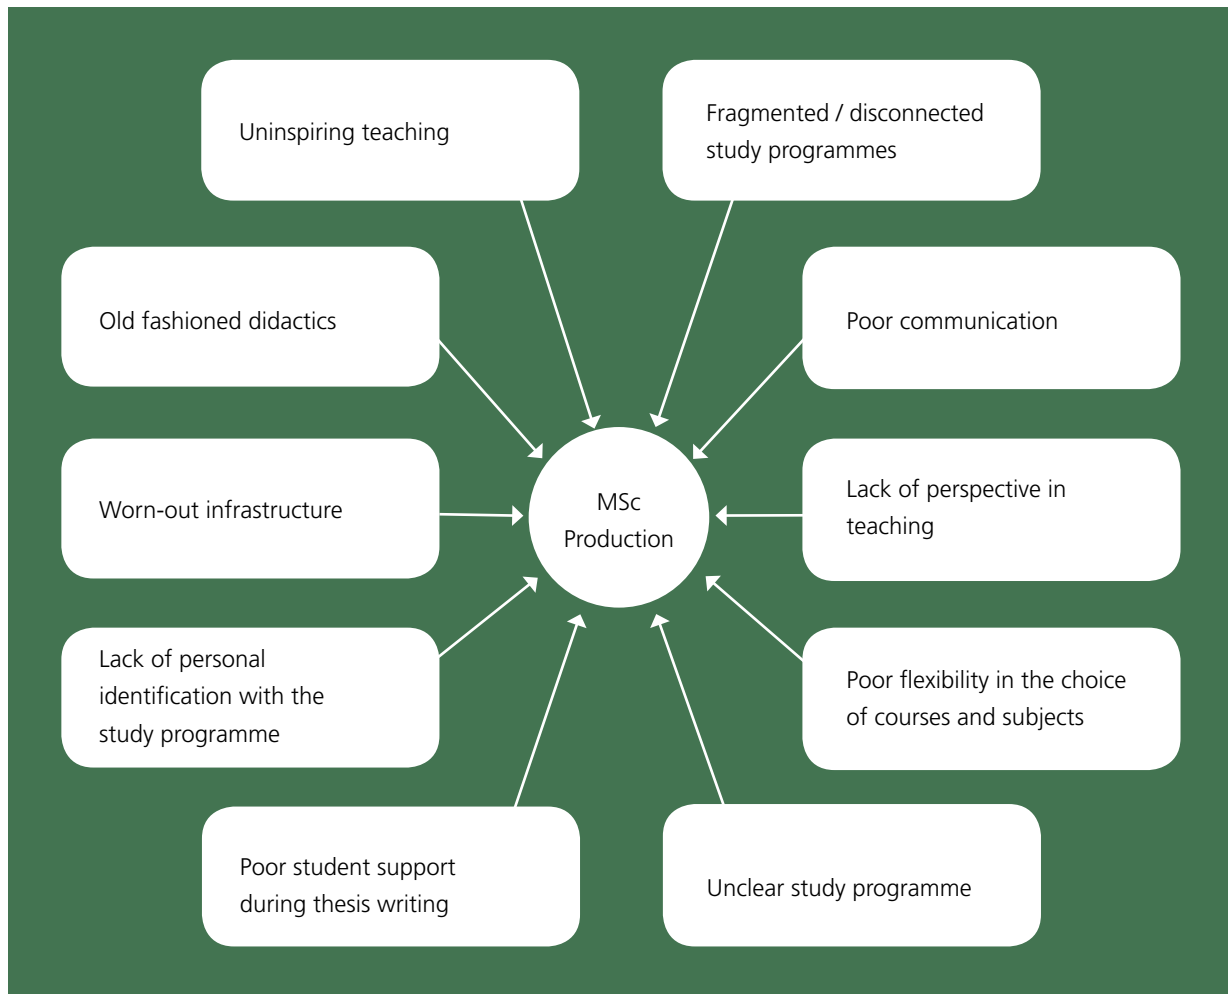 Uninspiring teaching
Fragmented / disconnected
study programmes
Old fashioned didactics
Poor communication
Worn-out infrastructure
MSc
Production
Lack of perspective in
teaching
Lack of personal
identification with the
study programme
Poor flexibility in the choice
of courses and subjects
Poor student support
during thesis writing
Unclear study programme